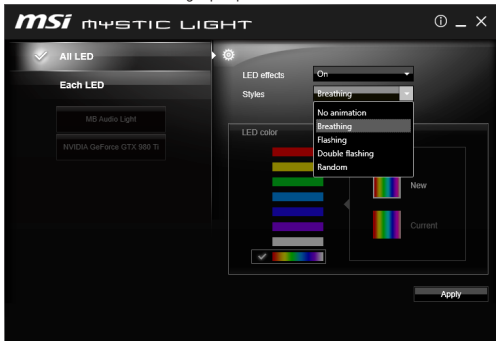 msi MYSTIC LIGHT
All LED
Each LED
MB Audio Light
NVIDIA GeForce GTX 980 Ti
LED effects On
Styles Breathing
No animation
Breathing
Flashing
Double flashing
Random
LED color
New
Current
Apply